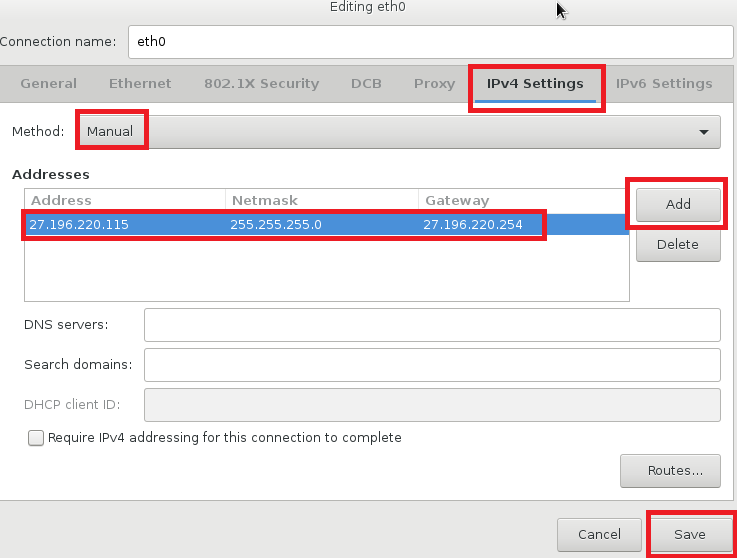 Editing eth0
Connection name: eth0
General Ethernet 802.1X Security DCB Proxy IPv4 Settings IPv6 Settings
Method: Manual
Addresses
Address Netmask Gateway
27.196.220.115 255.255.255.0 27.196.220.254
Add
Delete
DNS servers:
Search domains:
DHCP client ID:
Require IPv4 addressing for this connection to complete
Routes...
Cancel Save